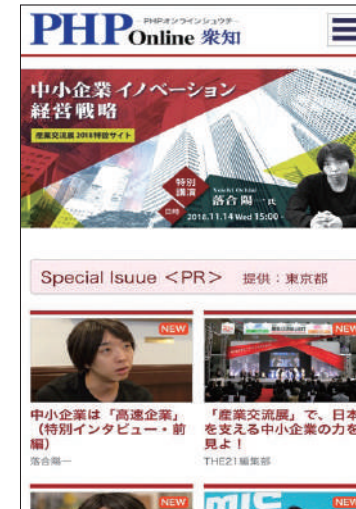 PHPオンラインシュウチ
PHP Online 衆知
中小企業イノベーション
経営戦略
産業交流展2018特設サイト
特別
講演
Yoichi Ochiai
落合陽一氏
日時
2018.11.14 Wed 15:00 -
Special Isuue <PR> 提供:東京都
NEW
NEW
中小企業は「高速企業」
(特別インタビュー・前
編)
落合陽一
「産業交流展」で、日本
を支える中小企業の力を
見よ!
THE21編集部
NEW
NEW